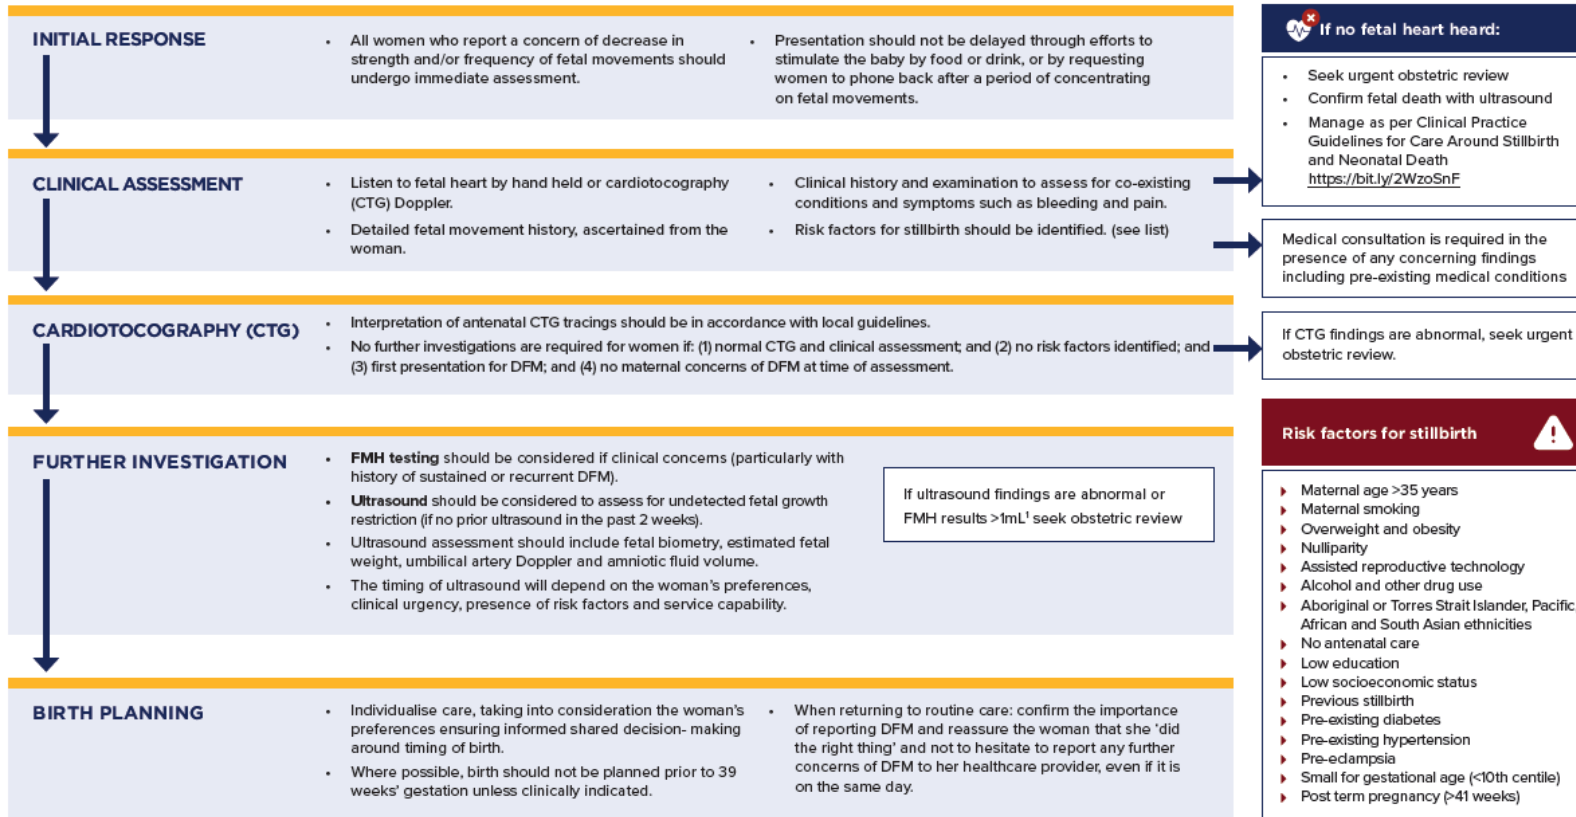 INITIAL RESPONSE
• All women who report a concern of decrease in
strength and/or frequency of fetal movements should
undergo immediate assessment.
• Presentation should not be delayed through efforts to
stimulate the baby by food or drink, or by requesting
women to phone back after a period of concentrating
on fetal movements.
If no fetal heart heard:
• Seek urgent obstetric review
• Confirm fetal death with ultrasound
• Manage as per Clinical Practice
Guidelines for Care Around Stillbirth
and Neonatal Death
https://bit.ly/2WzoSnF
CLINICAL ASSESSMENT
• Listen to fetal heart by hand held or cardiotocography
(CTG) Doppler.
• Detailed fetal movement history, ascertained from the
woman.
• Clinical history and examination to assess for co-existing
conditions and symptoms such as bleeding and pain.
• Risk factors for stillbirth should be identified. (see list)
Medical consultation is required in the
presence of any concerning findings
including pre-existing medical conditions
CARDIOTOCOGRAPHY (CTG)
• Interpretation of antenatal CTG tracings should be in accordance with local guidelines.
• No further investigations are required for women if: (1) normal CTG and clinical assessment; and (2) no risk factors identified; and
(3) first presentation for DFM; and (4) no maternal concerns of DFM at time of assessment.
If CTG findings are abnormal, seek urgent
obstetric review.
FURTHER INVESTIGATION
• FMH testing should be considered if clinical concerns (particularly with
history of sustained or recurrent DFM).
• Ultrasound should be considered to assess for undetected fetal growth
restriction (if no prior ultrasound in the past 2 weeks).
• Ultrasound assessment should include fetal biometry, estimated fetal
weight, umbilical artery Doppler and amniotic fluid volume.
• The timing of ultrasound will depend on the woman's preferences,
clinical urgency, presence of risk factors and service capability.
If ultrasound findings are abnormal or
FMH results >1mL¹ seek obstetric review
Risk factors for stillbirth
Maternal age >35 years
Maternal smoking
Overweight and obesity
Nulliparity
Assisted reproductive technology
Alcohol and other drug use
Aboriginal or Torres Strait Islander, Pacific,
African and South Asian ethnicities
No antenatal care
Low education
Low socioeconomic status
Previous stillbirth
Pre-existing diabetes
Pre-existing hypertension
Pre-eclampsia
Small for gestational age (<10th centile)
Post term pregnancy (>41 weeks)
BIRTH PLANNING
• Individualise care, taking into consideration the woman's
preferences ensuring informed shared decision- making
around timing of birth.
• Where possible, birth should not be planned prior to 39
weeks' gestation unless clinically indicated.
• When returning to routine care: confirm the importance
of reporting DFM and reassure the woman that she 'did
the right thing' and not to hesitate to report any further
concerns of DFM to her healthcare provider, even if it is
on the same day.